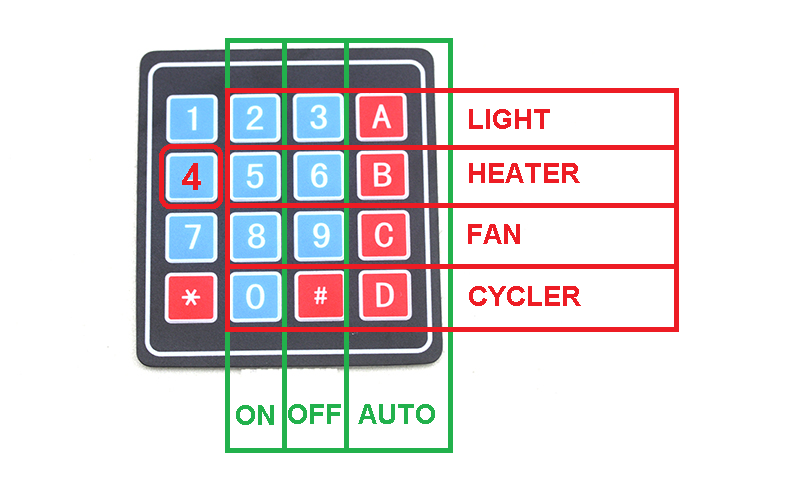 1 2 3 A LIGHT
4 5 6 B HEATER
7 8 9 C FAN
* 0 # D CYCLER
ON OFF AUTO